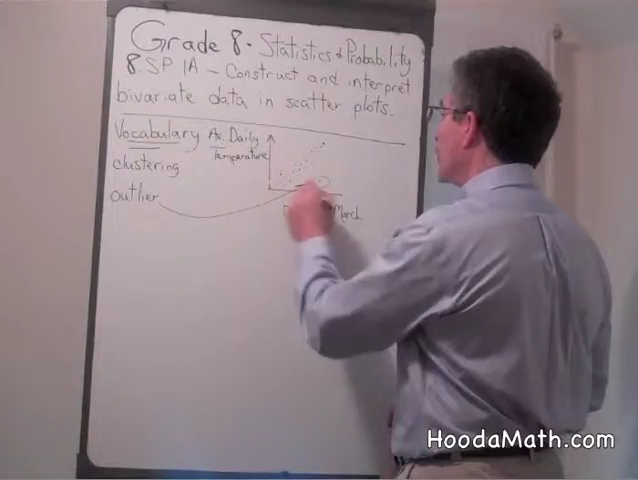 Grade 8 - Statistics & Probability
8.SP 1A - Construct and interpret
bivariate data in scatter plots.
Vocabulary
clustering
outlier
Av. Daily
Temperature
March
HoodaMath.com